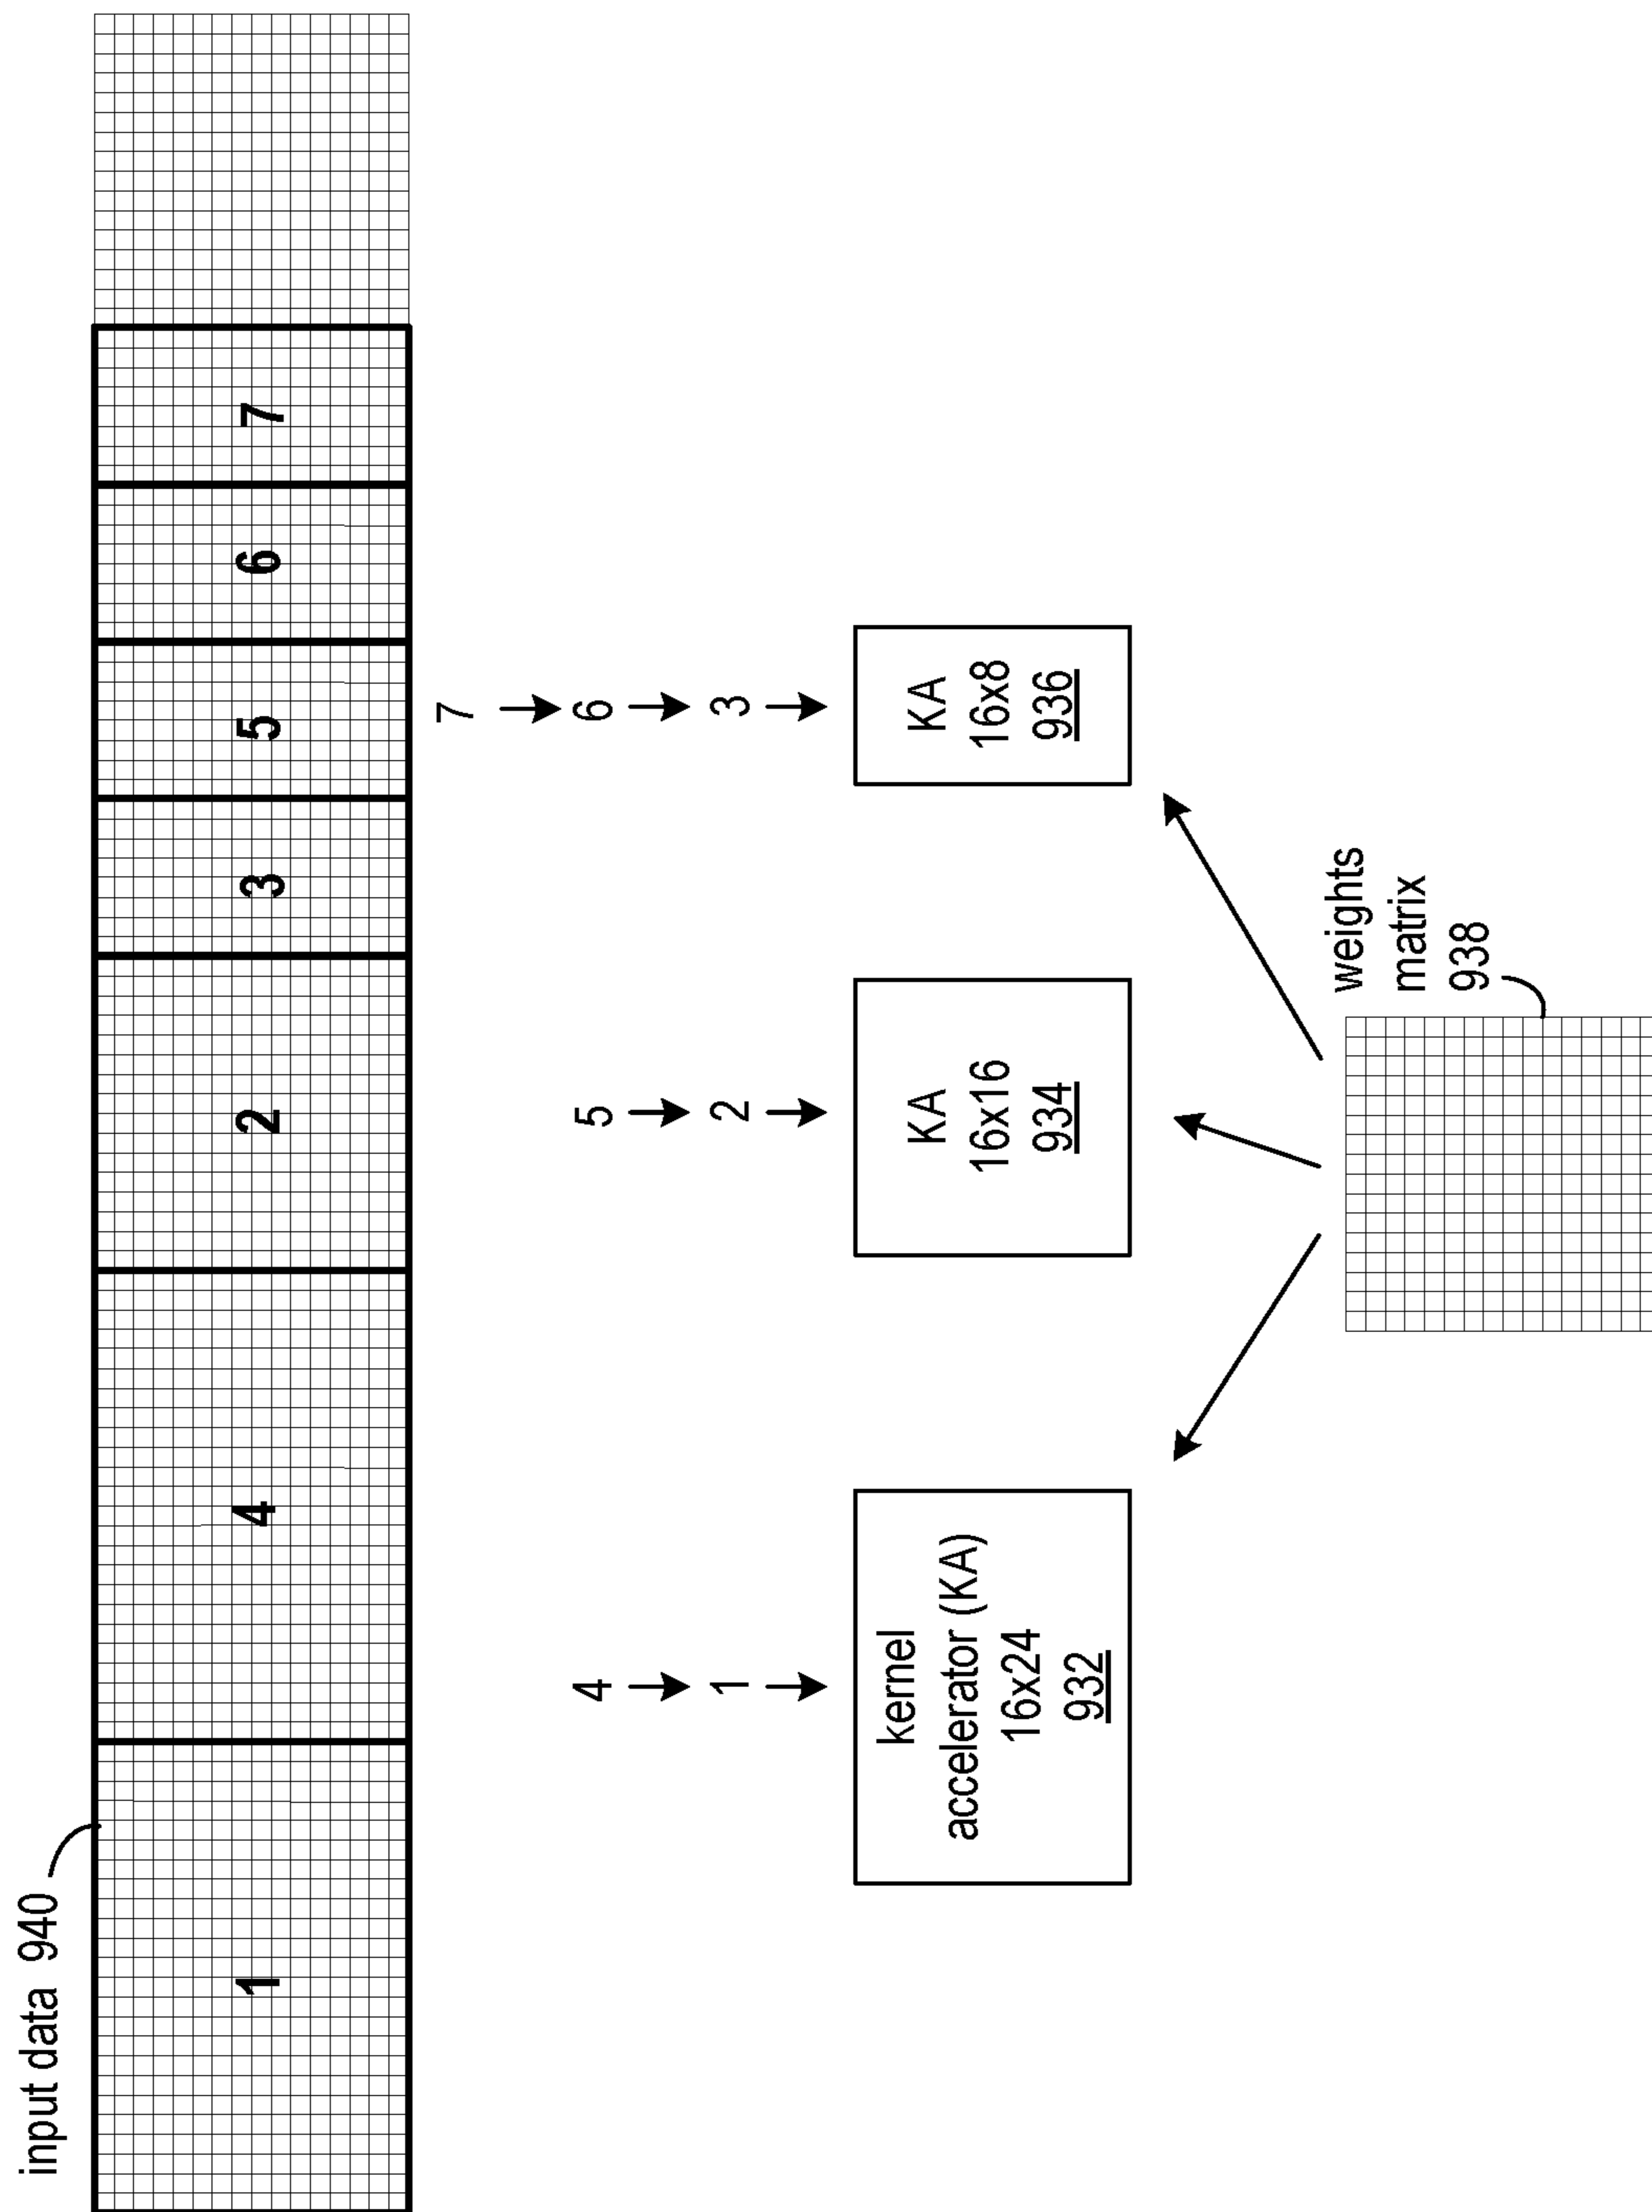 input data 940
1 4 2 3 5 6 7
7
4 5 6
1 2 3
kernel
accelerator (KA)
16x24
932
KA
16x16
934
KA
16x8
936
weights
matrix
938